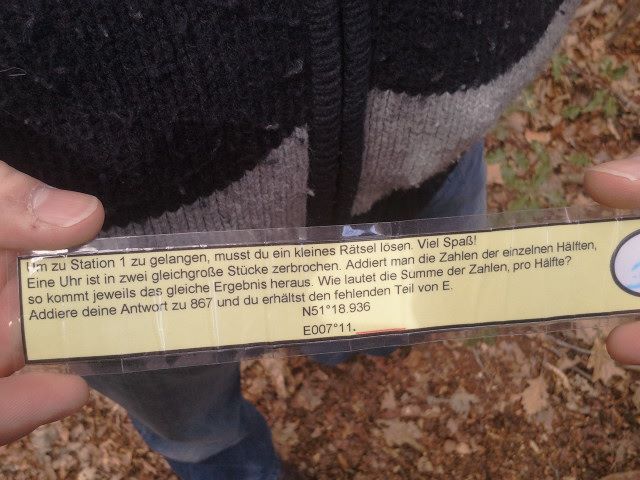 Um zu Station 1 zu gelangen, musst du ein kleines Rätsel lösen. Viel Spaß!
Eine Uhr ist in zwei gleichgroße Stücke zerbrochen. Addiert man die Zahlen der einzelnen Hälften,
so kommt jeweils das gleiche Ergebnis heraus. Wie lautet die Summe der Zahlen, pro Hälfte?
Addiere deine Antwort zu 867 und du erhältst den fehlenden Teil von E.
N51°18.936
E007°11.